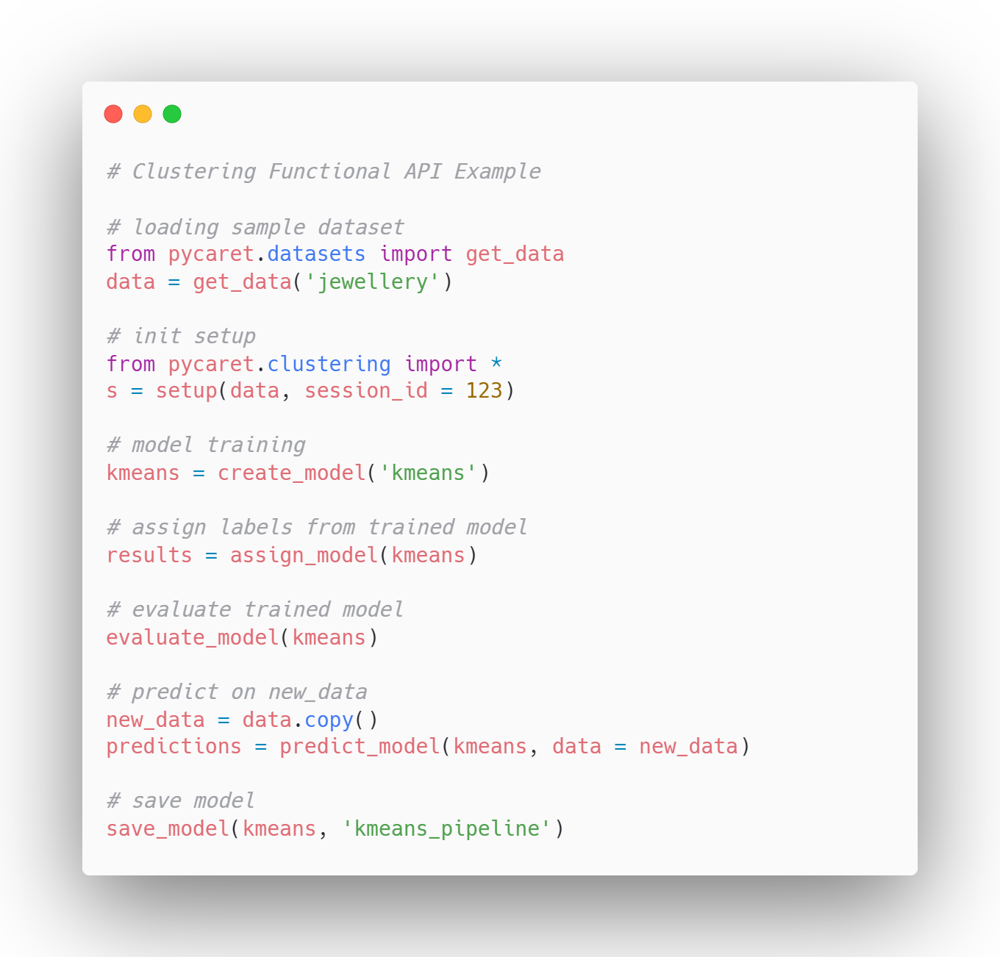 # Clustering Functional API Example
# loading sample dataset
from pycaret.datasets import get_data
data = get_data('jewellery')
# init setup
from pycaret.clustering import *
s = setup(data, session_id = 123)
# model training
kmeans = create_model('kmeans')
# assign labels from trained model
results = assign_model(kmeans)
# evaluate trained model
evaluate_model(kmeans)
# predict on new_data
new_data = data.copy()
predictions = predict_model(kmeans, data = new_data)
# save model
save_model(kmeans, 'kmeans_pipeline')